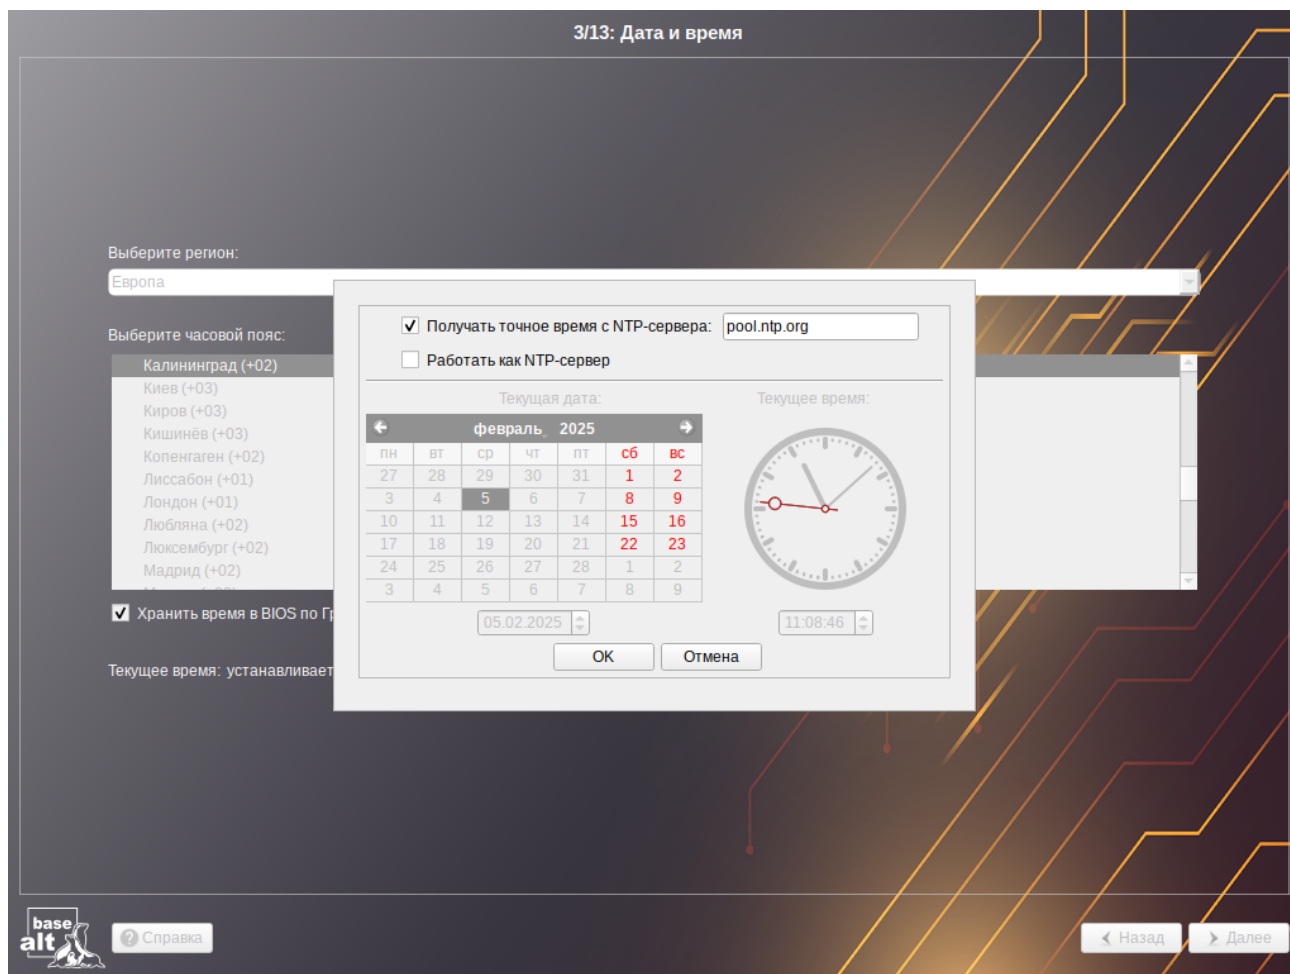 3/13: Дата и время
Выберите регион:
Европа
Выберите часовой пояс:
Калининград (+02)
Киев (+03)
Киров (+03)
Кишинёв (+03)
Копенгаген (+02)
Лиссабон (+01)
Лондон (+01)
Любляна (+02)
Люксембург (+02)
Мадрид (+02)
Хранить время в BIOS по Гр
Текущее время: устанавливает
Получать точное время с NTP-сервера: pool.ntp.org
Работать как NTP-сервер
Текущая дата:
февраль 2025
пн вт ср чт пт сб вс
27 28 29 30 31 1 2
3 4 5 6 7 8 9
10 11 12 13 14 15 16
17 18 19 20 21 22 23
24 25 26 27 28 1 2
3 4 5 6 7 8 9
05.02.2025
Текущее время:
11:08:46
OK Отмена
base
alt
Справка
Назад Далее